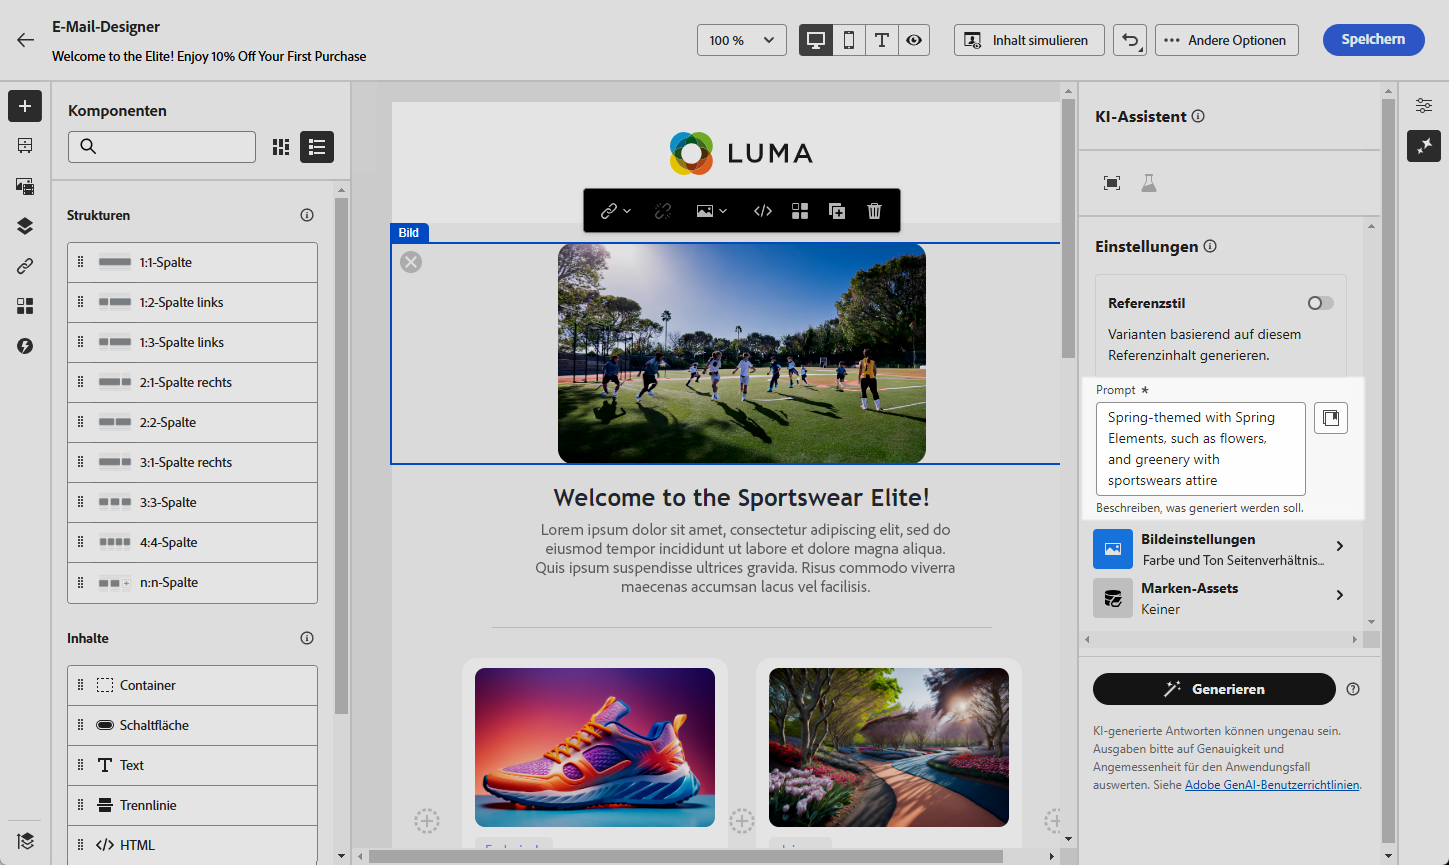 E-Mail-Designer
Welcome to the Elite! Enjoy 10% Off Your First Purchase
100 %
Inhalt simulieren
Andere Optionen
Speichern
Komponenten
Strukturen
1:1-Spalte
1:2-Spalte links
1:3-Spalte links
2:1-Spalte rechts
2:2-Spalte
3:1-Spalte rechts
3:3-Spalte
4:4-Spalte
n:n-Spalte
Inhalte
Container
Schaltfläche
Text
Trennlinie
HTML
LUMA
Bild
Welcome to the Sportswear Elite!
Lorem ipsum dolor sit amet, consectetur adipiscing elit, sed do
eiusmod tempor incididunt ut labore et dolore magna aliqua.
Quis ipsum suspendisse ultrices gravida. Risus commodo viverra
maecenas accumsan lacus vel facilisis.
KI-Assistent
Einstellungen
Referenzstil
Varianten basierend auf diesem
Referenzinhalt generieren.
Prompt *
Spring-themed with Spring
Elements, such as flowers,
and greenery with
sportswears attire
Beschreiben, was generiert werden soll.
Bildeinstellungen
Farbe und Ton Seitenverhältnis...
Marken-Assets
Keiner
Generieren
KI-generierte Antworten können ungenau sein.
Ausgaben bitte auf Genauigkeit und
Angemessenheit für den Anwendungsfall
auswerten. Siehe Adobe GenAI-Benutzerrichtlinien.